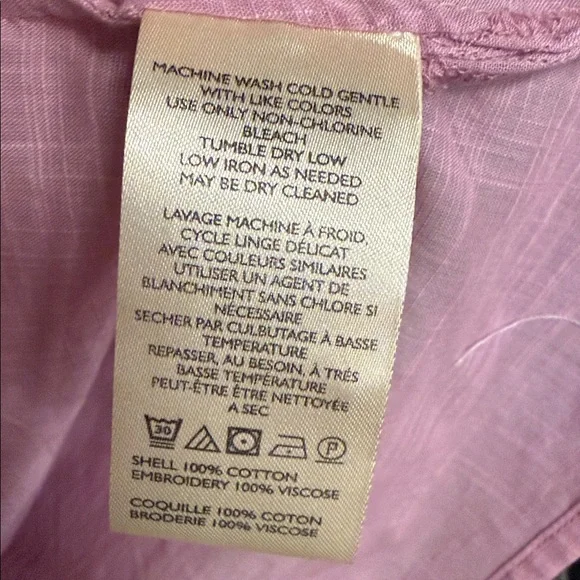 MACHINE WASH COLD GENTLE
WITH LIKE COLORS
USE ONLY NON-CHLORINE
BLEACH
TUMBLE DRY LOW
LOW IRON AS NEEDED
MAY BE DRY CLEANED
LAVAGE MACHINE À FROID,
CYCLE LINGE DÉLICAT
AVEC COULEURS SIMILAIRES
UTILISER UN AGENT DE
BLANCHIMENT SANS CHLORE SI
NÉCESSAIRE
SECHER PAR CULBUTAGE À BASSE
TEMPERATURE
REPASSER, AU BESOIN, À TRÉS
BASSE TEMPÉRATURE
PEUT-ÊTRE ÊTRE NETTOYÉE
A SEC
30 P
SHELL 100% COTTON
EMBROIDERY 100% VISCOSE
COQUILLE 100% COTON
BRODERIE 100% VISCOSE